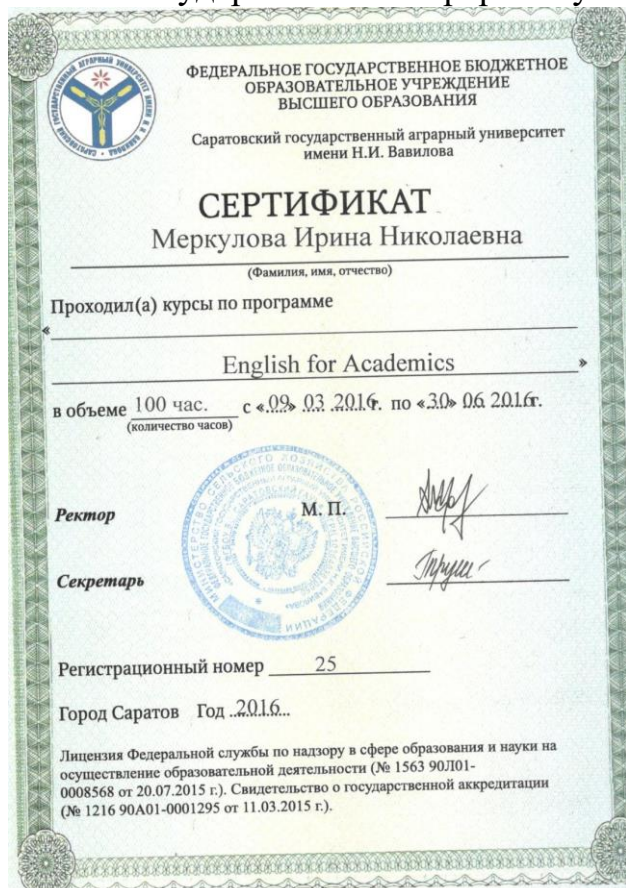 ФЕДЕРАЛЬНОЕ ГОСУДАРСТВЕННОЕ БЮДЖЕТНОЕ
ОБРАЗОВАТЕЛЬНОЕ УЧРЕЖДЕНИЕ
ВЫСШЕГО ОБРАЗОВАНИЯ
Саратовский государственный аграрный университет
имени Н.И. Вавилова
СЕРТИФИКАТ
Меркулова Ирина Николаевна
(Фамилия, имя, отчество)
Проходил(а) курсы по программе
«
English for Academics »
в объеме 100 час. с «09» 03 2016г. по «30» 06 2016г.
(количество часов)
Ректор М. П.
Секретарь
Регистрационный номер 25
Город Саратов Год 2016
Лицензия Федеральной службы по надзору в сфере образования и науки на
осуществление образовательной деятельности (№ 1563 90Л01-
0008568 от 20.07.2015 г.). Свидетельство о государственной аккредитации
(№ 1216 90А01-0001295 от 11.03.2015 г.).